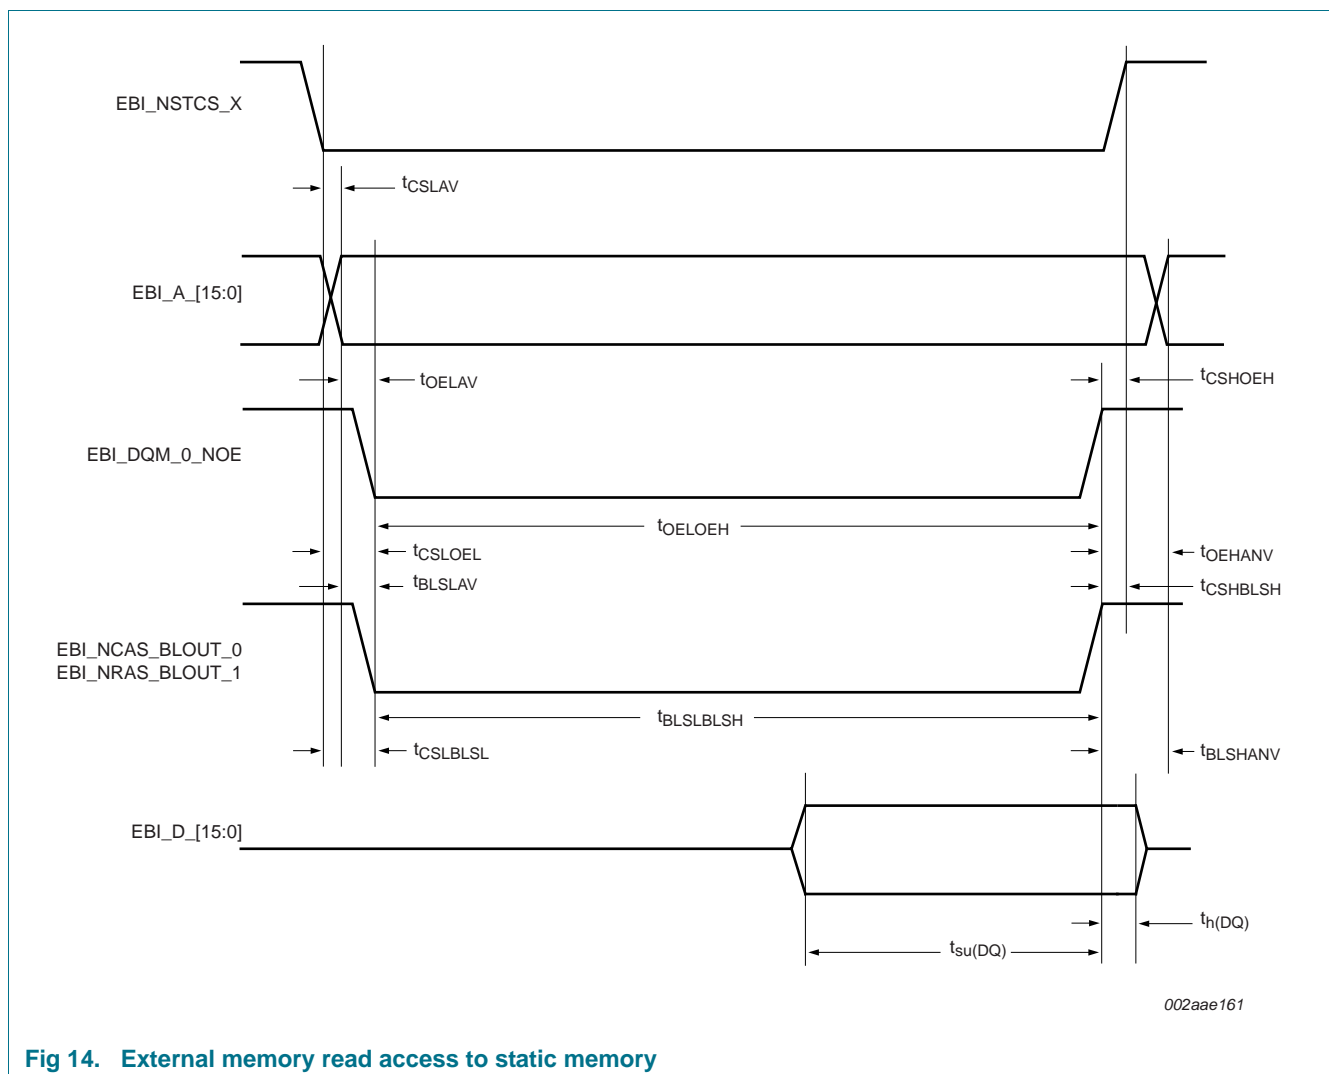 EBI_NSTCS_X
tCSLAV
EBI_A_[15:0]
tOELAV
tCSHOEH
EBI_DQM_0_NOE
tOELOEH
tCSLOEL
tOEHANV
tBLSLAV
tCSHBLSH
EBI_NCAS_BLOUT_0
EBI_NRAS_BLOUT_1
tBLSLBLSH
tCSLBLSL
tBLSHANV
EBI_D_[15:0]
th(DQ)
tsu(DQ)
002aae161
Fig 14. External memory read access to static memory